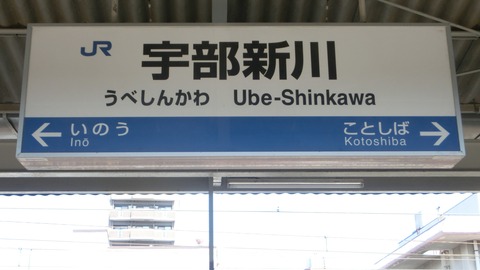 JR 宇部新川
うべしんかわ Ube-Shinkawa
← いのう ことしば →
Inō Kotoshiba